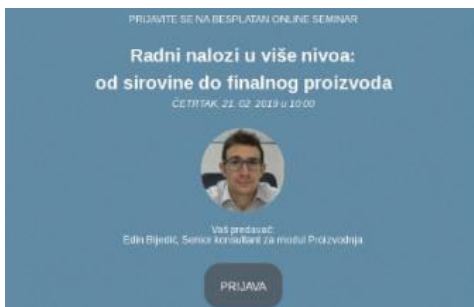 PRIJAVITE SE NA BESPLATAN ONLINE SEMINAR
Radni nalozi u više nivoa:
od sirovine do finalnog proizvoda
ČETRTAK, 21. 02. 2019 u 10:00
Vaš predavač:
Edin Bijedić, Senior konsultant za modul Proizvodnja
PRIJAVA